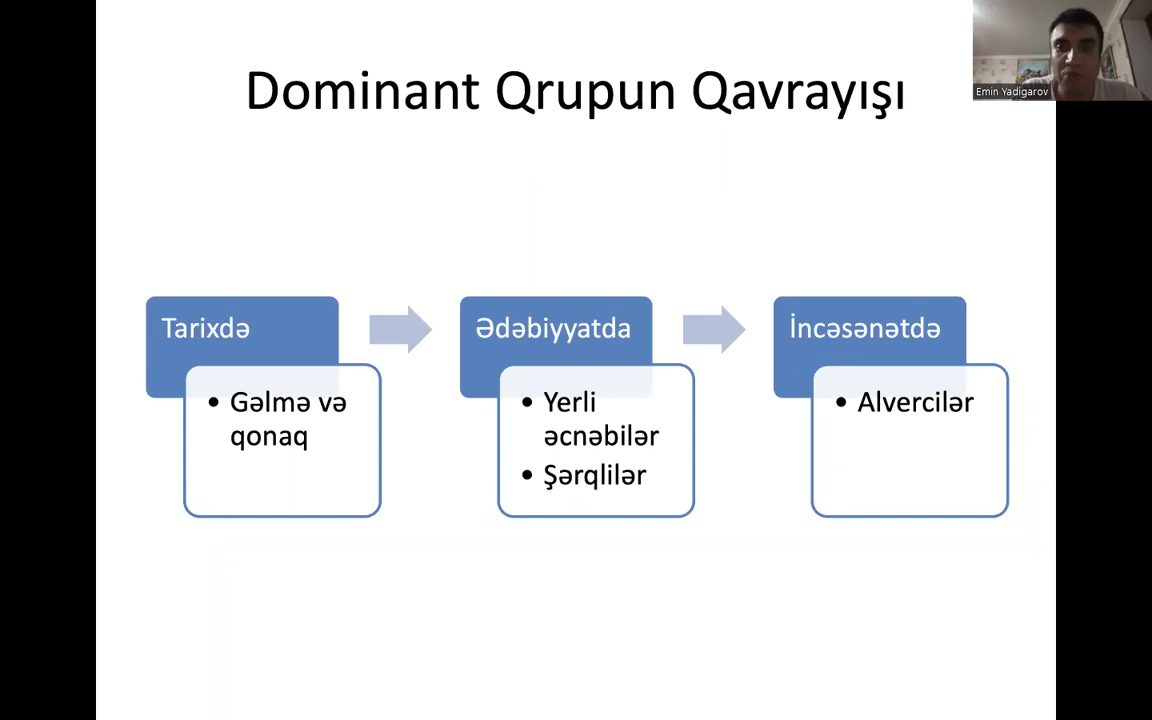 Dominant Qrupun Qavrayışı
Emin Yadigarov
Tarixdə
• Gəlmə və
qonaq
Ədəbiyyatda
• Yerli
əcnəbilər
• Şərqlilər
İncəsənətdə
• Alvercilər